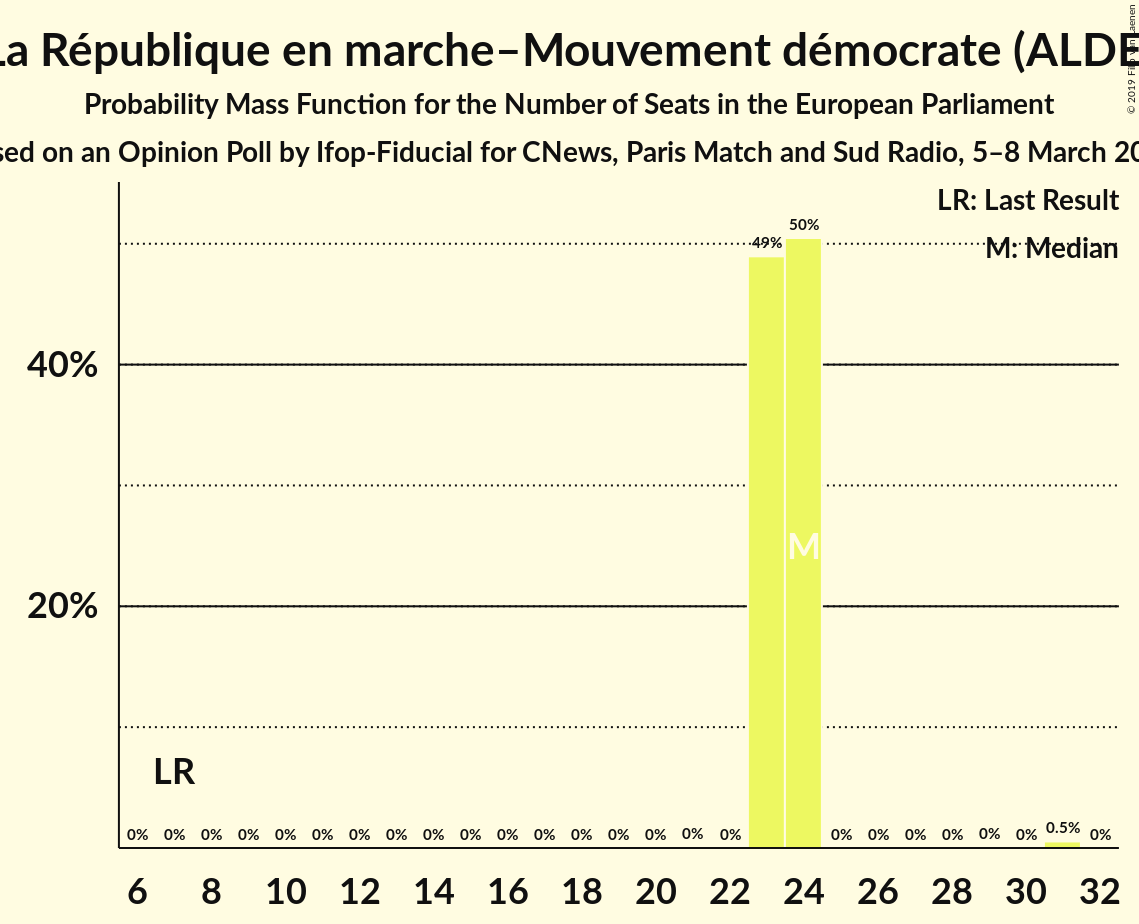 La République en marche–Mouvement démocrate (ALDE
Probability Mass Function for the Number of Seats in the European Parliament
on an Opinion Poll by Ifop-Fiducial for CNews, Paris Match and Sud Radio, 5–8 March
© 2019
LR: Last Result
M: Median
50%
49%
40%
M
20%
LR
0% 0% 0% 0% 0% 0% 0% 0% 0% 0% 0% 0% 0% 0% 0% 0% 0% 0% 0% 0% 0% 0% 0% 0.5% 0%
6 8 10 12 14 16 18 20 22 24 26 28 30 32